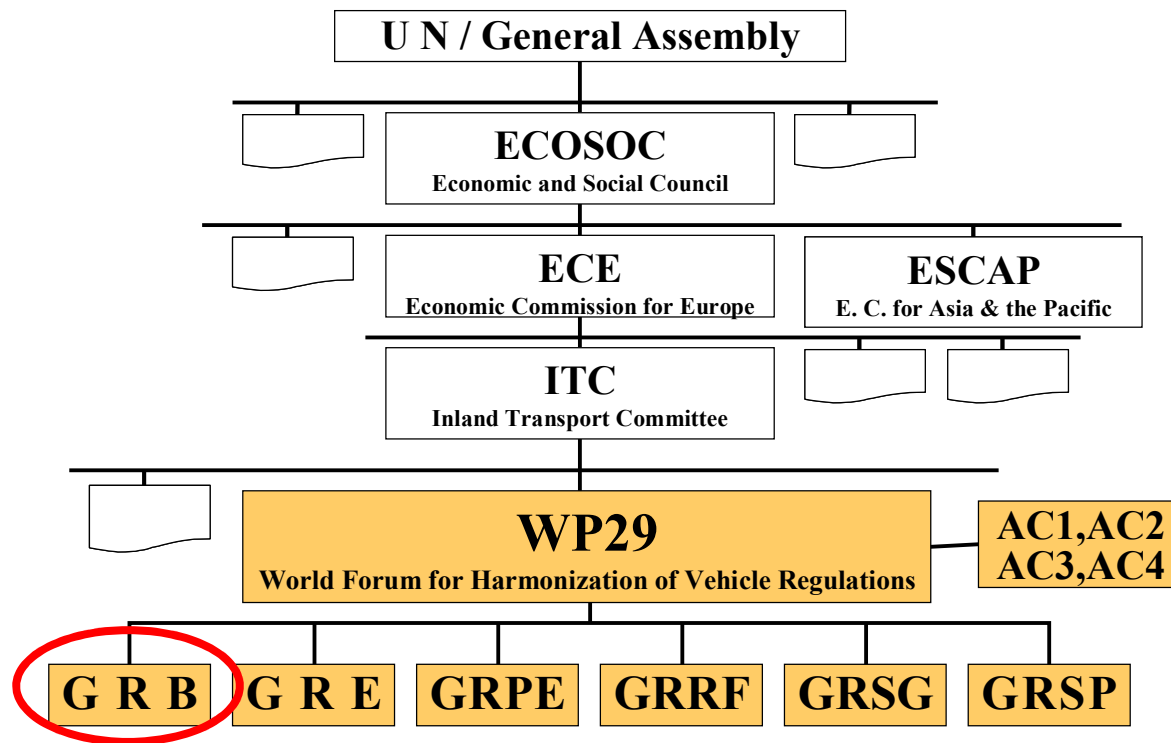 U N / General Assembly
ECOSOC
Economic and Social Council
ECE
Economic Commission for Europe
ESCAP
E. C. for Asia & the Pacific
ITC
Inland Transport Committee
WP29
World Forum for Harmonization of Vehicle Regulations
AC1,AC2
AC3,AC4
G R B
G R E
GRPE
GRRF
GRSG
GRSP